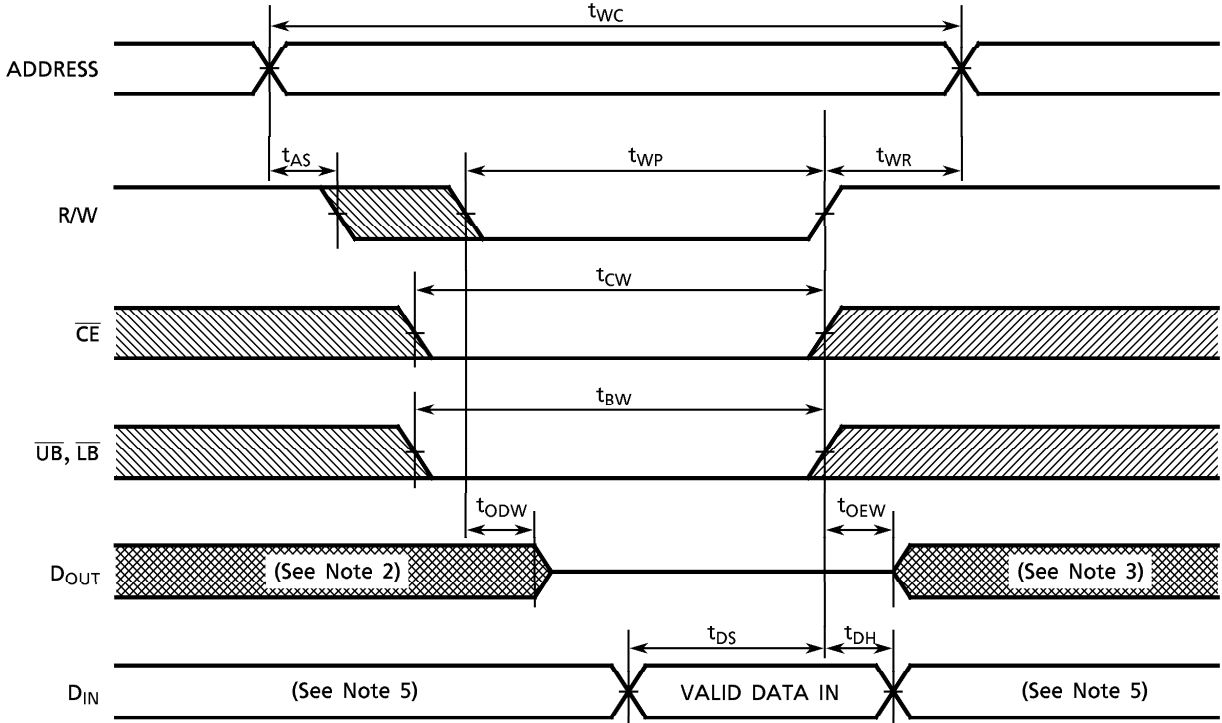 tWC
ADDRESS
tAS tWP tWR
R/W
tCW
CE
tBW
UB, LB
tODW tOEW
DOUT (See Note 2) (See Note 3)
tDS tDH
DIN (See Note 5) VALID DATA IN (See Note 5)